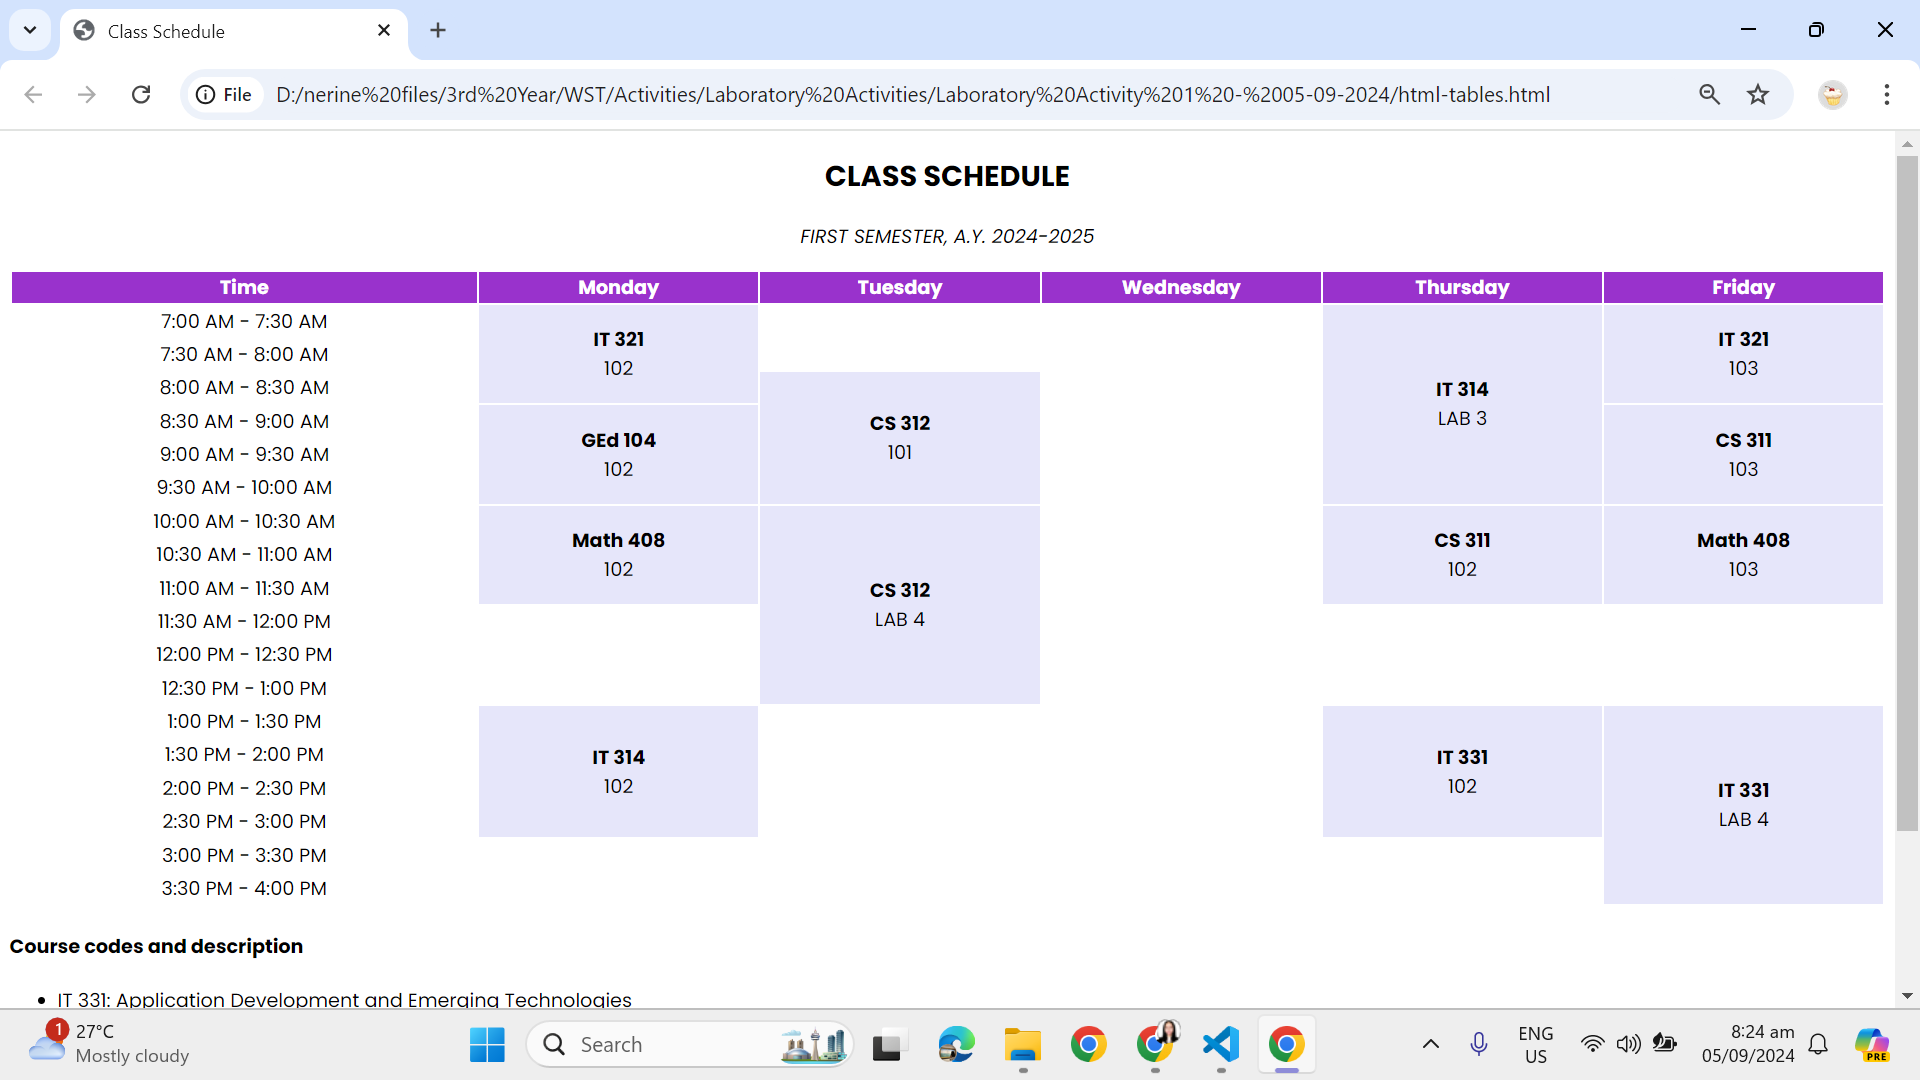 Class Schedule
File
D:/nerine%20files/3rd%20Year/WST/Activities/Laboratory%20Activities/Laboratory%20Activity%201%20-%2005-09-2024/html-tables.html
CLASS SCHEDULE
FIRST SEMESTER, A.Y. 2024-2025
Time Monday Tuesday Wednesday Thursday Friday
7:00 AM - 7:30 AM
IT 321
102
IT 321
103
7:30 AM - 8:00 AM
8:00 AM - 8:30 AM
IT 314
LAB 3
8:30 AM - 9:00 AM
GEd 104
102
CS 312
101
CS 311
103
9:00 AM - 9:30 AM
9:30 AM - 10:00 AM
10:00 AM - 10:30 AM
Math 408
102
CS 311
102
Math 408
103
10:30 AM - 11:00 AM
11:00 AM - 11:30 AM
CS 312
LAB 4
11:30 AM - 12:00 PM
12:00 PM - 12:30 PM
12:30 PM - 1:00 PM
1:00 PM - 1:30 PM
IT 314
102
IT 331
102
1:30 PM - 2:00 PM
2:00 PM - 2:30 PM
IT 331
LAB 4
2:30 PM - 3:00 PM
3:00 PM - 3:30 PM
3:30 PM - 4:00 PM
Course codes and description
• IT 331: Application Development and Emerging Technologies
1
27°C
Mostly cloudy
Search
ENG
US
8:24 am
05/09/2024
PRE